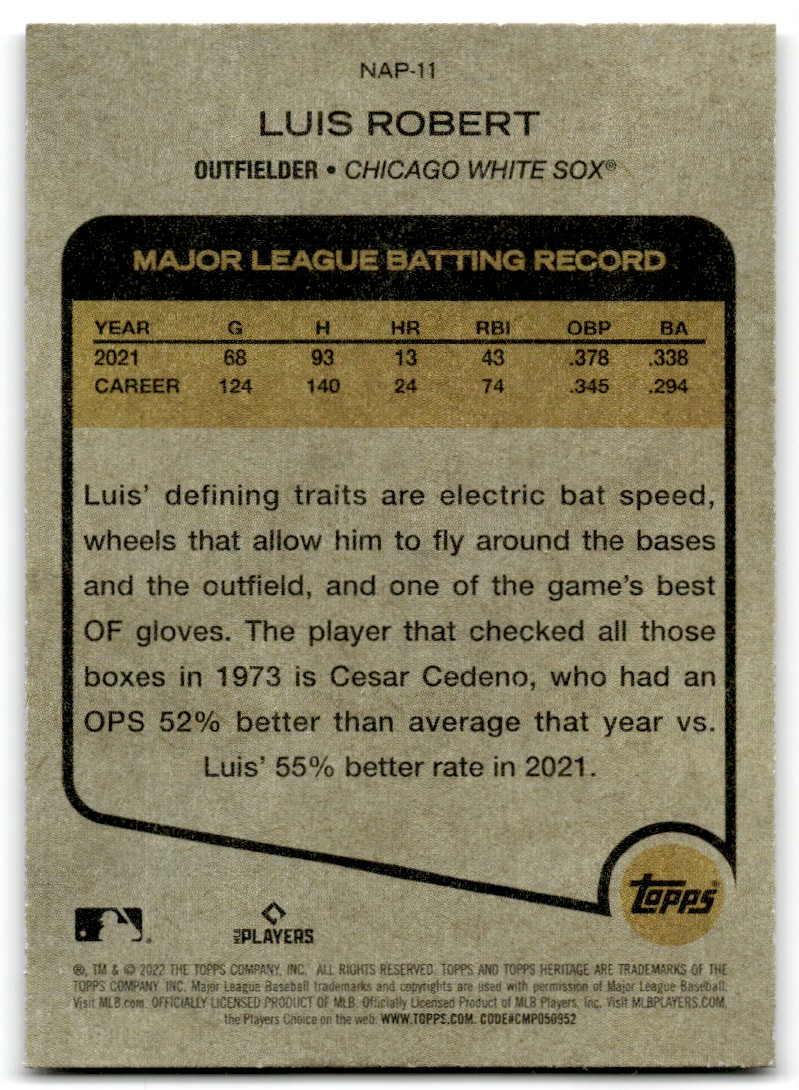 NAP-11
LUIS ROBERT
OUTFIELDER • CHICAGO WHITE SOX®
MAJOR LEAGUE BATTING RECORD
YEAR G H HR RBI OBP BA
2021 68 93 13 43 .378 .338
CAREER 124 140 24 74 .345 .294
Luis' defining traits are electric bat speed,
wheels that allow him to fly around the bases
and the outfield, and one of the game's best
OF gloves. The player that checked all those
boxes in 1973 is Cesar Cedeno, who had an
OPS 52% better than average that year vs.
Luis' 55% better rate in 2021.
topps
MLB PLAYERS
®, TM & © 2022 THE TOPPS COMPANY, INC. ALL RIGHTS RESERVED. TOPPS AND TOPPS HERITAGE ARE TRADEMARKS OF THE
TOPPS COMPANY, INC. Major League Baseball trademarks and copyrights are used with permission of Major League Baseball.
Visit MLB.com. OFFICIALLY LICENSED PRODUCT OF MLB Officially Licensed Product of MLB Players, Inc. Visit MLBPLAYERS.COM,
the Players Choice on the web. WWW.TOPPS.COM. CODE#CMP050952